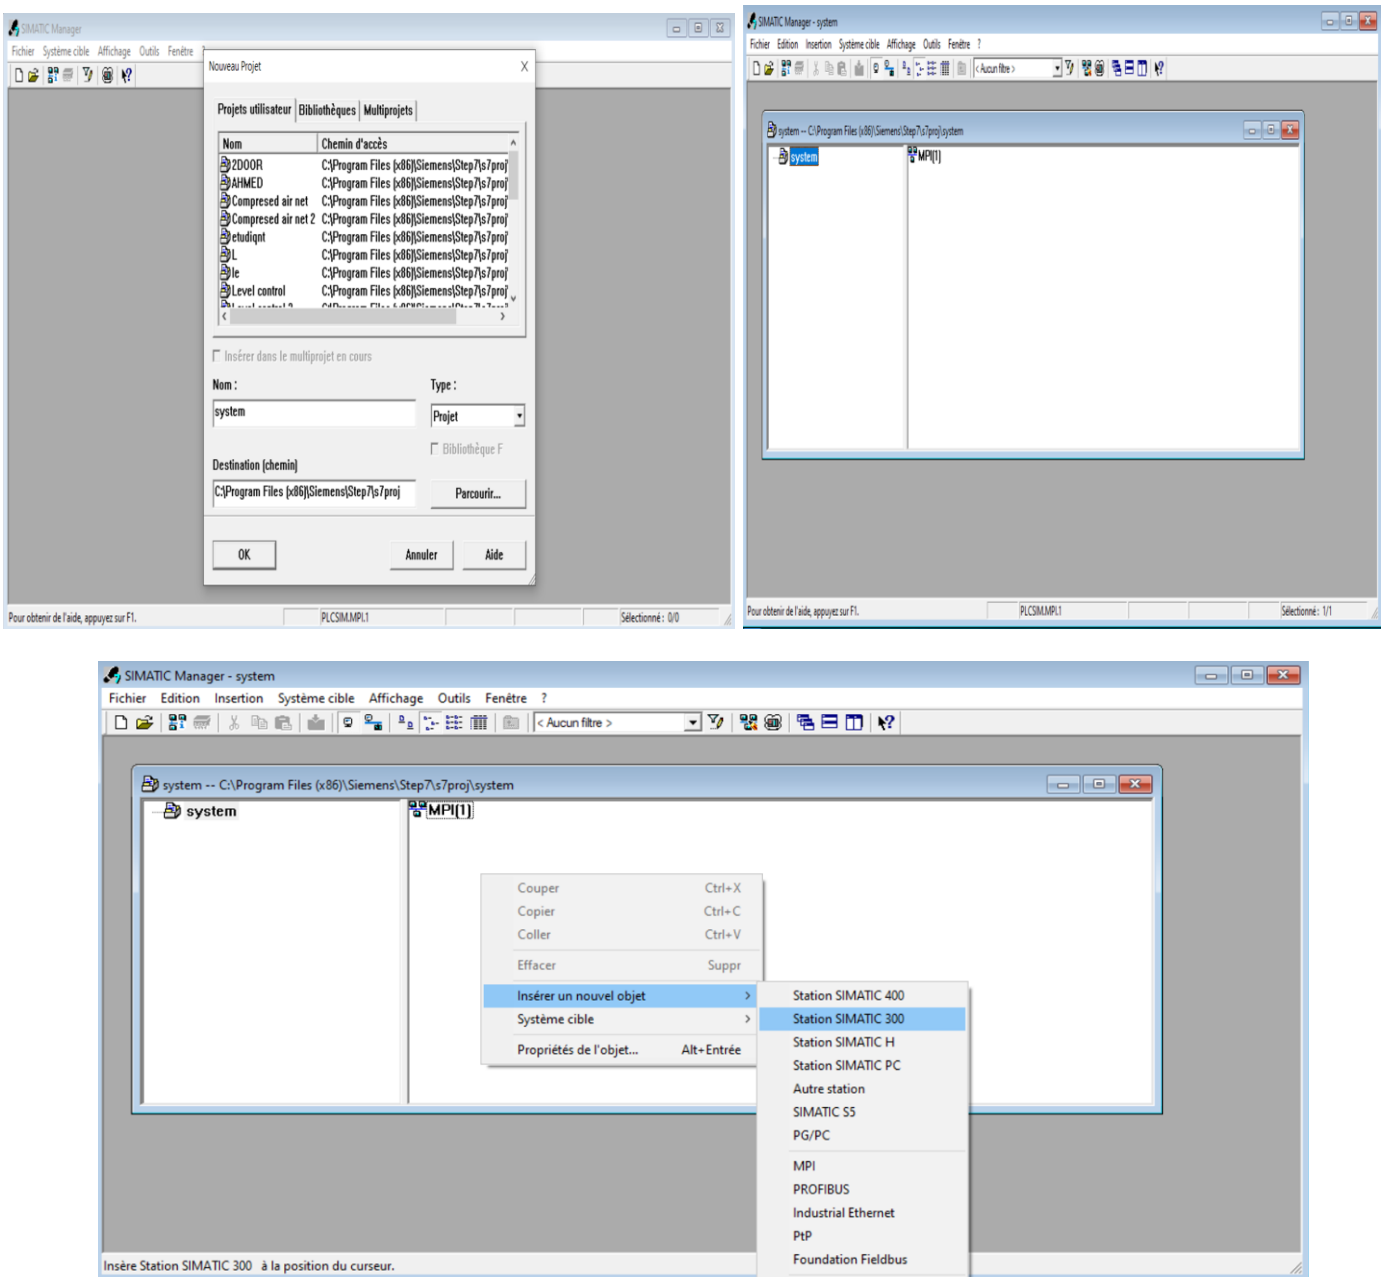 SIMATIC Manager
Fichier Système cible Affichage Outils Fenêtre ?
Nouveau Projet X
Projets utilisateur Bibliothèques Multiprojets
Nom Chemin d'accès
2DOOR C:\Program Files (x86)\Siemens\Step7\s7proj
AHMED C:\Program Files (x86)\Siemens\Step7\s7proj
Compresed air net C:\Program Files (x86)\Siemens\Step7\s7proj
Compresed air net 2 C:\Program Files (x86)\Siemens\Step7\s7proj
etudiqnt C:\Program Files (x86)\Siemens\Step7\s7proj
L C:\Program Files (x86)\Siemens\Step7\s7proj
le C:\Program Files (x86)\Siemens\Step7\s7proj
Level control C:\Program Files (x86)\Siemens\Step7\s7proj
Insérer dans le multiprojet en cours
Nom :
Type :
system
Projet
Bibliothèque F
Destination (chemin)
C:\Program Files (x86)\Siemens\Step7\s7proj
Parcourir...
OK Annuler Aide
Pour obtenir de l'aide, appuyez sur F1. PLCSIM.MPI.1 Sélectionné : 0/0
SIMATIC Manager - system
Fichier Edition Insertion Système cible Affichage Outils Fenêtre ?
< Aucun filtre >
system -- C:\Program Files (x86)\Siemens\Step7\s7proj\system
system MPI(1)
Pour obtenir de l'aide, appuyez sur F1. PLCSIM.MPI.1 Sélectionné : 1/1
SIMATIC Manager - system
Fichier Edition Insertion Système cible Affichage Outils Fenêtre ?
< Aucun filtre >
system -- C:\Program Files (x86)\Siemens\Step7\s7proj\system
system MPI(1)
Couper Ctrl+X
Copier Ctrl+C
Coller Ctrl+V
Effacer Suppr
Insérer un nouvel objet >
Système cible >
Propriétés de l'objet... Alt+Entrée
Station SIMATIC 400
Station SIMATIC 300
Station SIMATIC H
Station SIMATIC PC
Autre station
SIMATIC S5
PG/PC
MPI
PROFIBUS
Industrial Ethernet
PtP
Foundation Fieldbus
Insère Station SIMATIC 300 à la position du curseur.